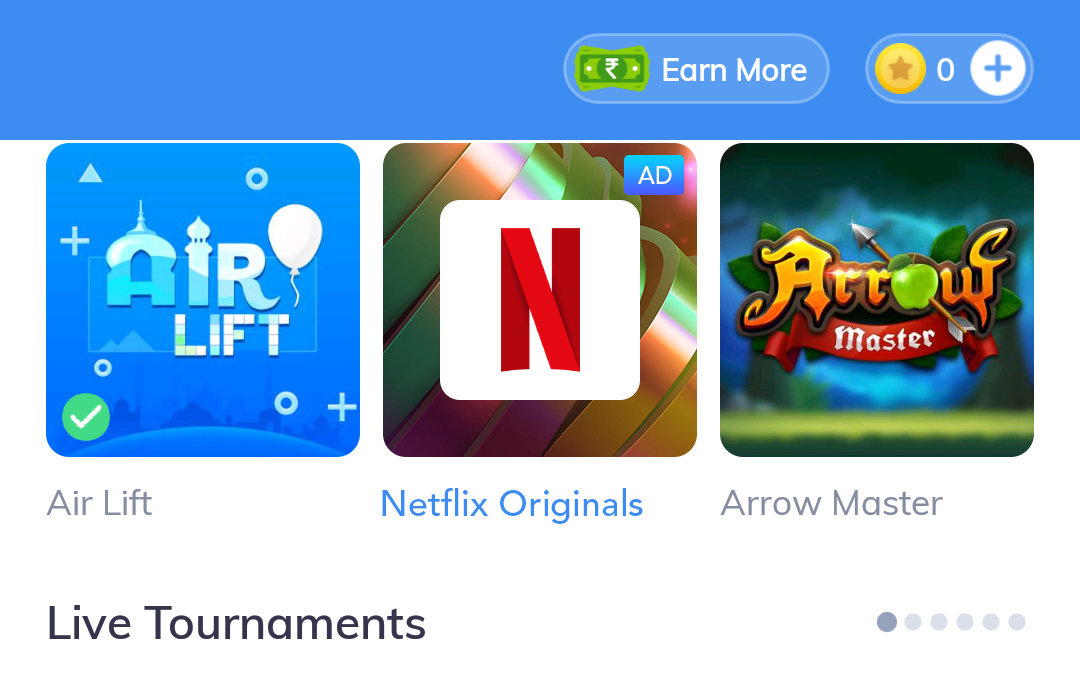 ₹ Earn More 0 +
AIR
LIFT
AD
N
Arrow
Master
Air Lift
Netflix Originals
Arrow Master
Live Tournaments